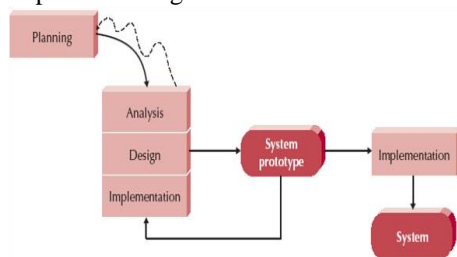 Planning
Analysis
Design
Implementation
System
prototype
Implementation
System